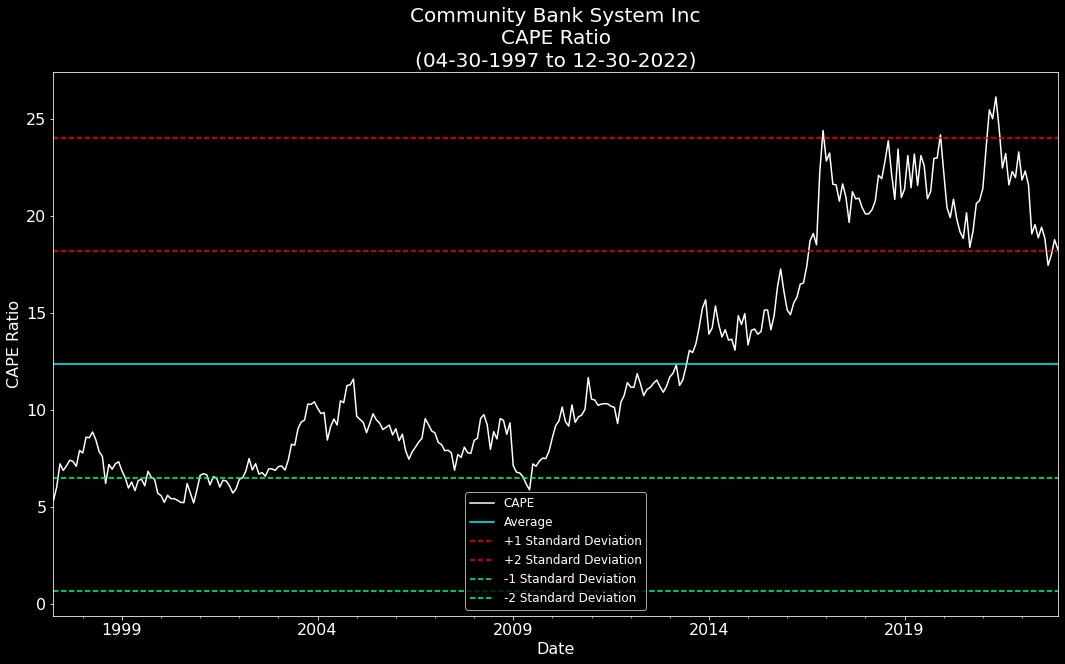 Community Bank System Inc
CAPE Ratio
(04-30-1997 to 12-30-2022)
CAPE Ratio
25
20
15
10
5
0
CAPE
Average
+1 Standard Deviation
+2 Standard Deviation
-1 Standard Deviation
-2 Standard Deviation
1999
2004
2009
2014
2019
Date